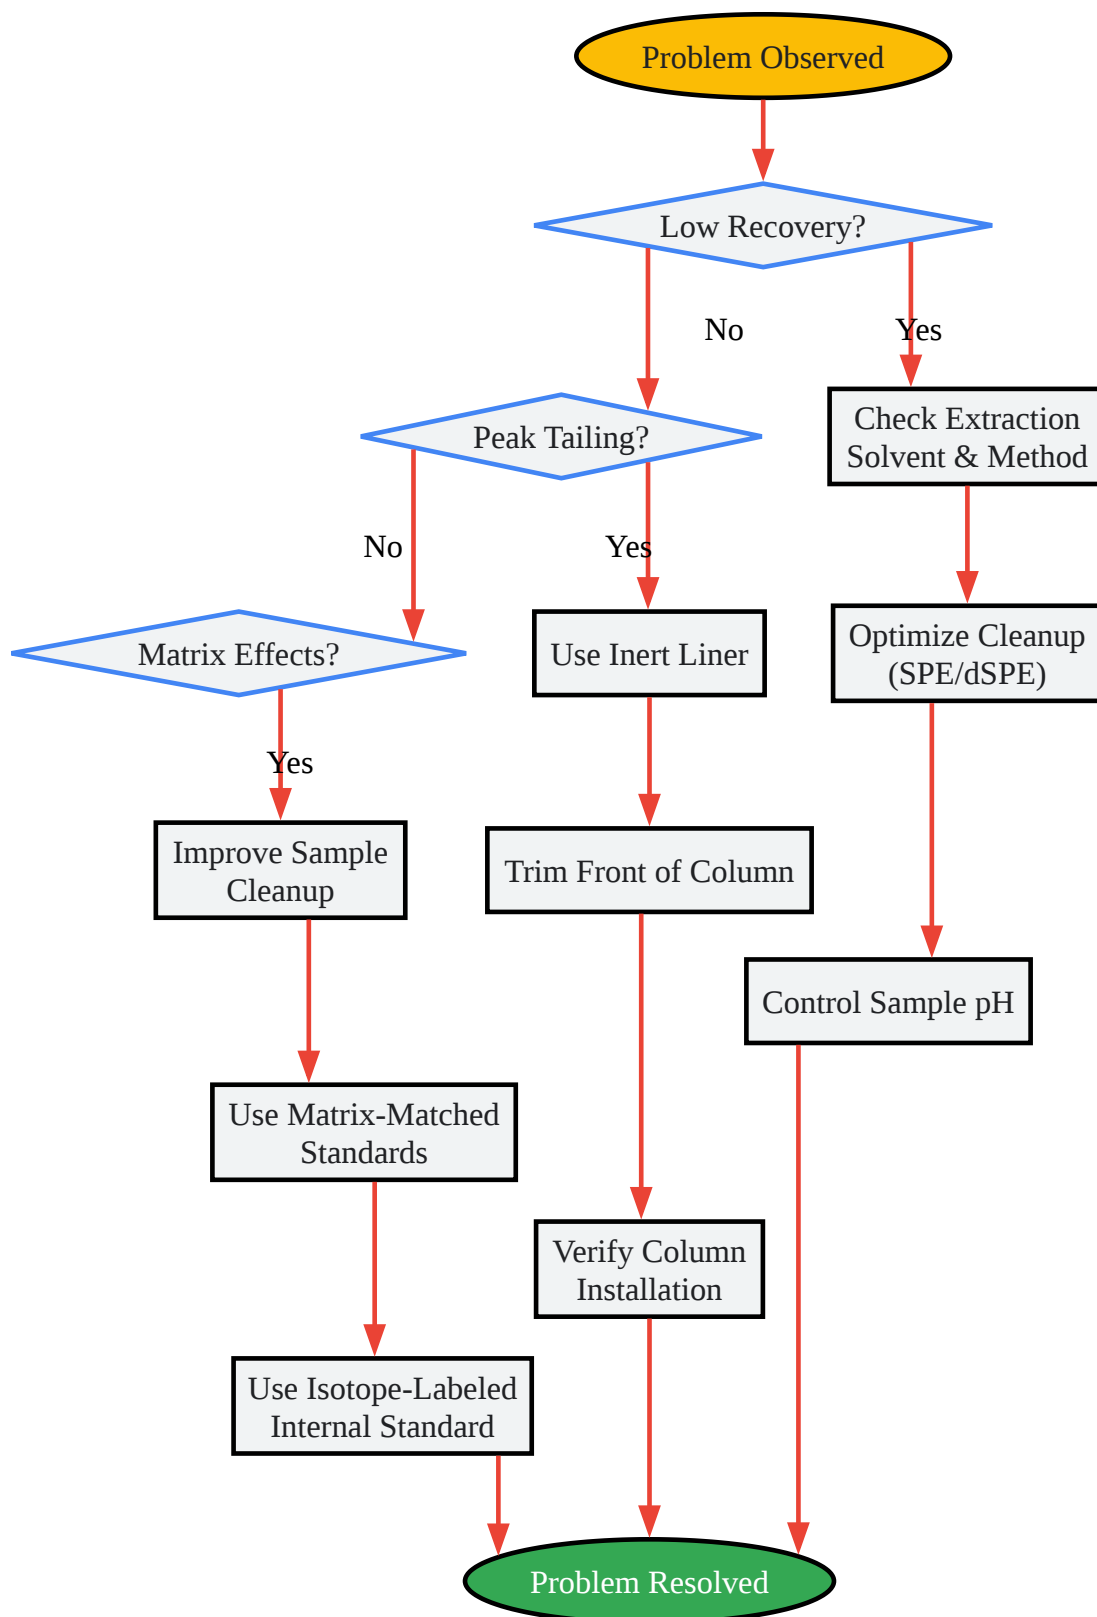 Problem Observed
Low Recovery?
No
Yes
Peak Tailing?
Check Extraction
Solvent & Method
No
Yes
Matrix Effects?
Use Inert Liner
Optimize Cleanup
(SPE/dSPE)
Yes
Improve Sample
Cleanup
Trim Front of Column
Control Sample pH
Use Matrix-Matched
Standards
Verify Column
Installation
Use Isotope-Labeled
Internal Standard
Problem Resolved